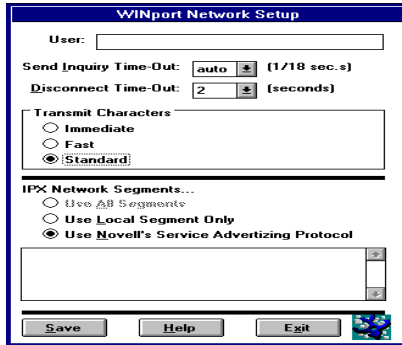 WINport Network Setup
User:
Send Inquiry Time-Out: auto (1/18 sec.s)
Disconnect Time-Out: 2 (seconds)
Transmit Characters
Immediate
Fast
Standard
IPX Network Segments...
Use All Segments
Use Local Segment Only
Use Novell's Service Advertizing Protocol
Save Help Exit